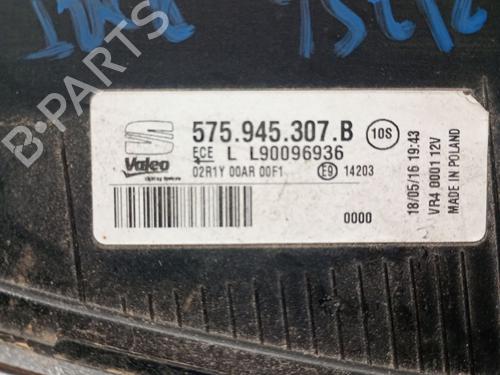 575.945.307.B
10S
Valeo
ECE L L90096936
02R1Y 00AR 00F1
E9 14203
0000
18/05/16 19:43
VR4 0001 12V
MADE IN POLAND
B-PARTS